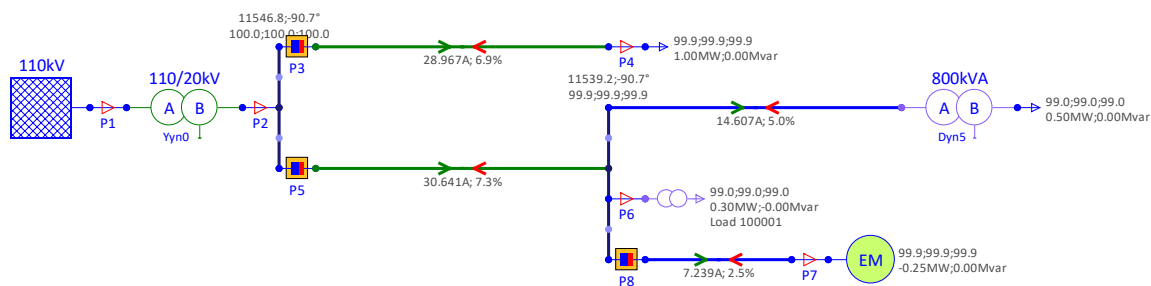 110kV
P1
110/20kV
A B
Yyn0
P2
11546.8;-90.7°
100.0;100.0;100.0
P3
28.967A; 6.9%
P4
99.9;99.9;99.9
1.00MW;0.00Mvar
P5
30.641A; 7.3%
11539.2;-90.7°
99.9;99.9;99.9
14.607A; 5.0%
800kVA
A B
Dyn5
99.0;99.0;99.0
0.50MW;0.00Mvar
P6
99.0;99.0;99.0
0.30MW;-0.00Mvar
Load 100001
P8
7.239A; 2.5%
P7
EM
99.9;99.9;99.9
-0.25MW;0.00Mvar